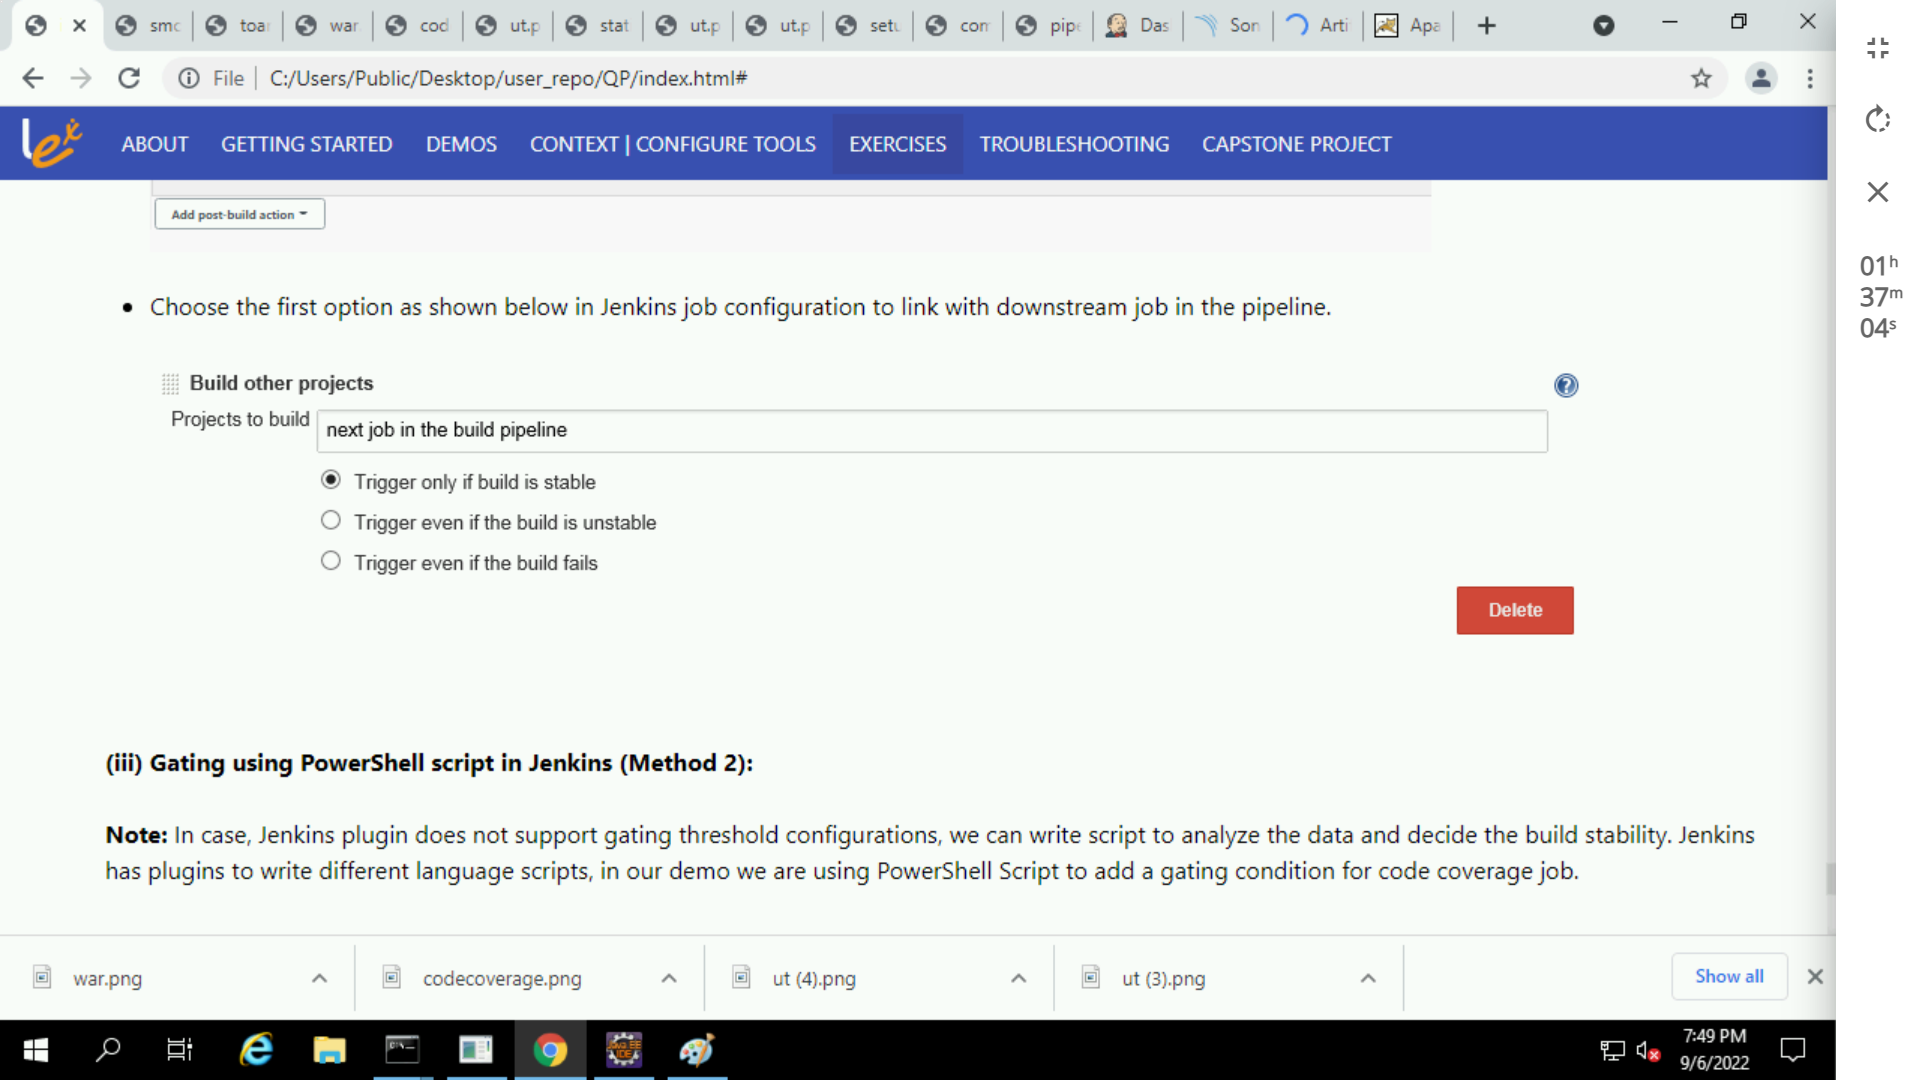 smc
toar
war.
cod
ut.p
stat
ut.p
ut.p
setu
com
pipe
Das
Son
Arti
Apa
File
C:/Users/Public/Desktop/user_repo/QP/index.html#
lex
ABOUT
GETTING STARTED
DEMOS
CONTEXT | CONFIGURE TOOLS
EXERCISES
TROUBLESHOOTING
CAPSTONE PROJECT
01h
37m
04s
Add post-build action
• Choose the first option as shown below in Jenkins job configuration to link with downstream job in the pipeline.
Build other projects
Projects to build
next job in the build pipeline
Trigger only if build is stable
Trigger even if the build is unstable
Trigger even if the build fails
Delete
(iii) Gating using PowerShell script in Jenkins (Method 2):
Note: In case, Jenkins plugin does not support gating threshold configurations, we can write script to analyze the data and decide the build stability. Jenkins
has plugins to write different language scripts, in our demo we are using PowerShell Script to add a gating condition for code coverage job.
war.png
codecoverage.png
ut (4).png
ut (3).png
Show all
7:49 PM
9/6/2022